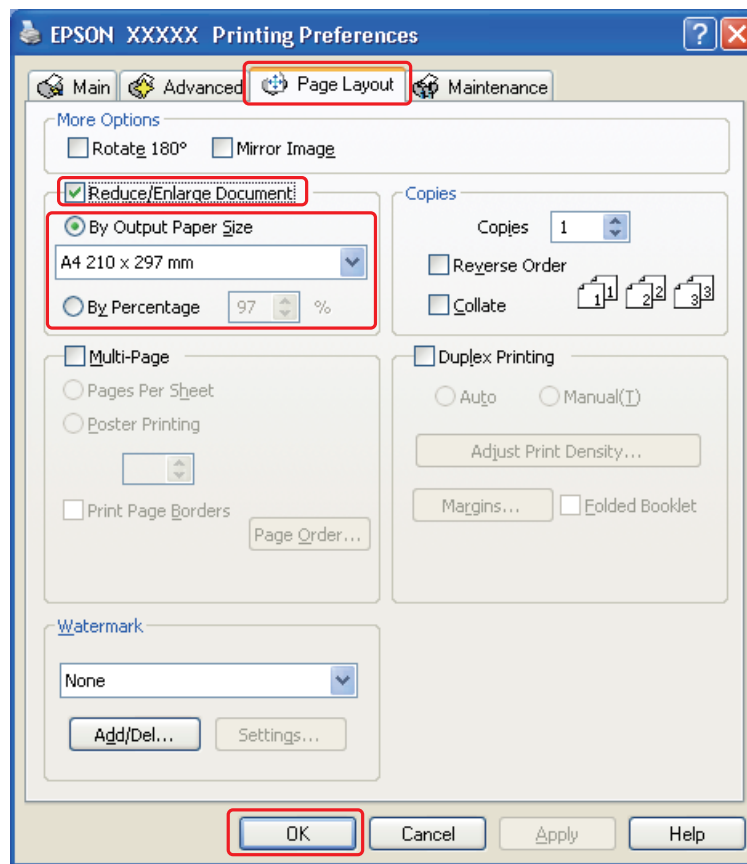 EPSON XXXXX Printing Preferences
Main
Advanced
Page Layout
Maintenance
More Options
Rotate 180°
Mirror Image
Reduce/Enlarge Document
By Output Paper Size
A4 210 x 297 mm
By Percentage
97
%
Copies
Copies
1
Reverse Order
Collate
1 1 2 2 3 3
Multi-Page
Pages Per Sheet
Poster Printing
Print Page Borders
Page Order...
Duplex Printing
Auto
Manual(T)
Adjust Print Density...
Margins...
Folded Booklet
Watermark
None
Add/Del...
Settings...
OK
Cancel
Apply
Help